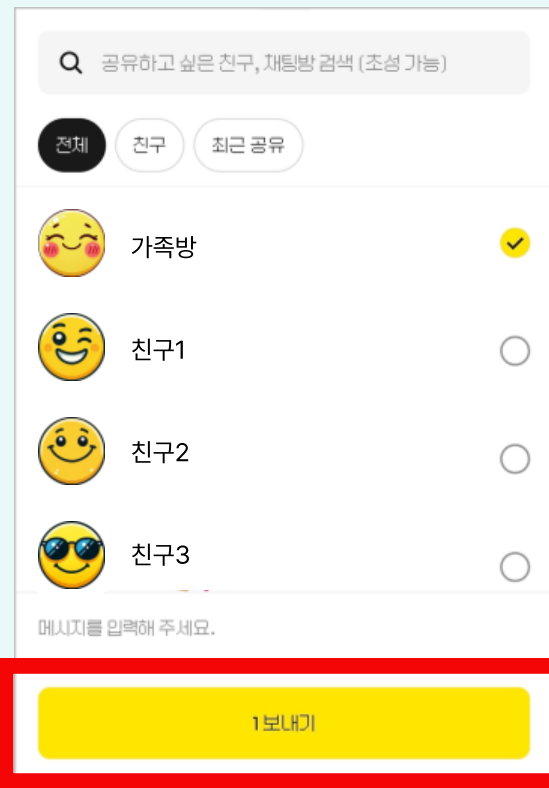 공유하고 싶은 친구, 채팅방 검색 (초성 가능)
전체 친구 최근 공유
가족방
친구1
친구2
친구3
메시지를 입력해 주세요.
1 보내기